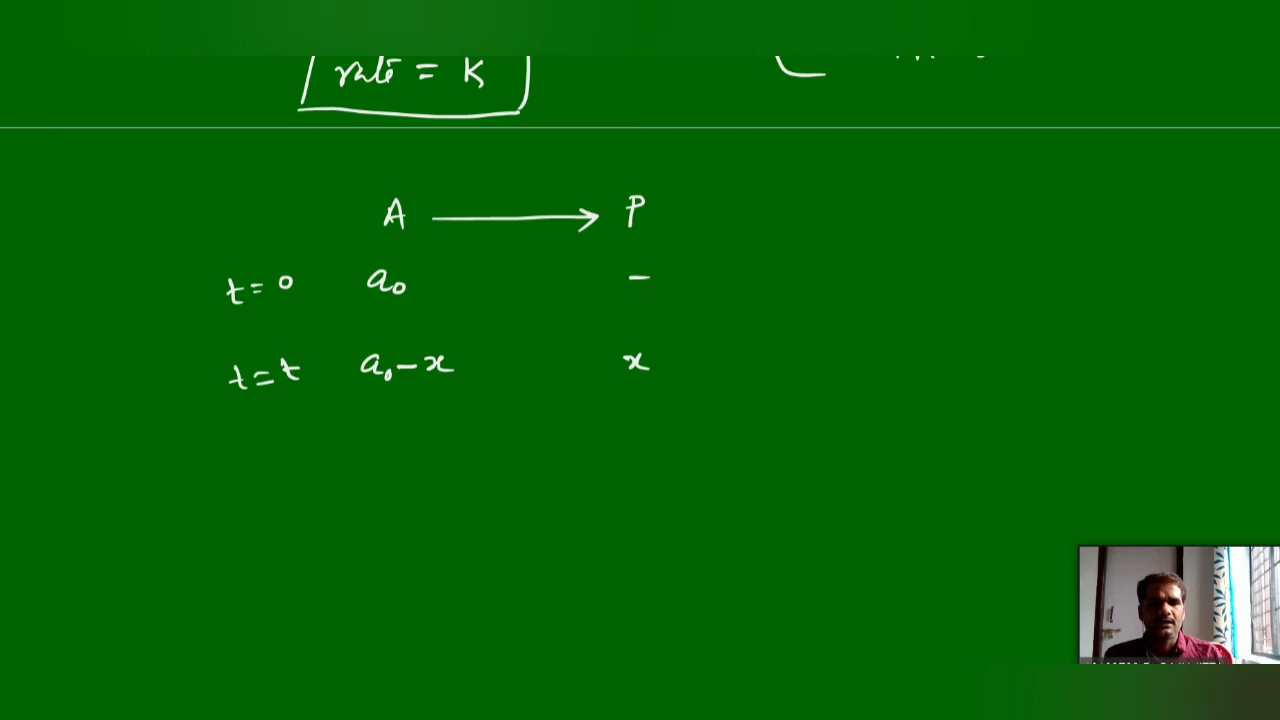 rate = K
A ⟶ P
t = 0 a₀ –
t = t a₀ – x x